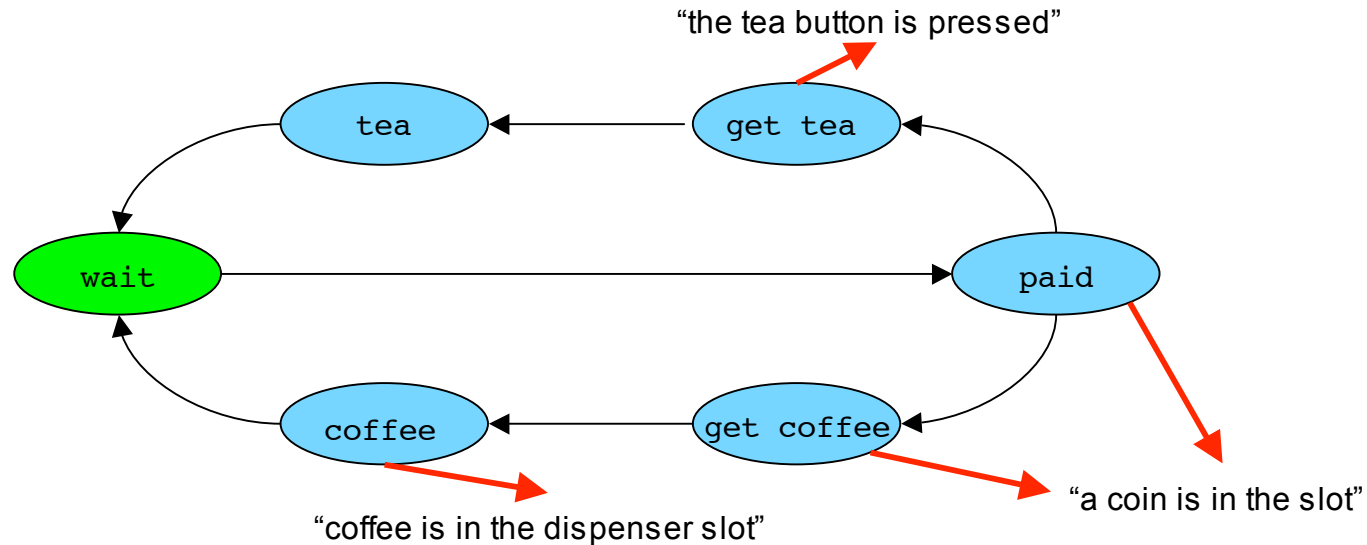 “the tea button is pressed”
tea
get tea
wait
paid
coffee
get coffee
“a coin is in the slot”
“coffee is in the dispenser slot”